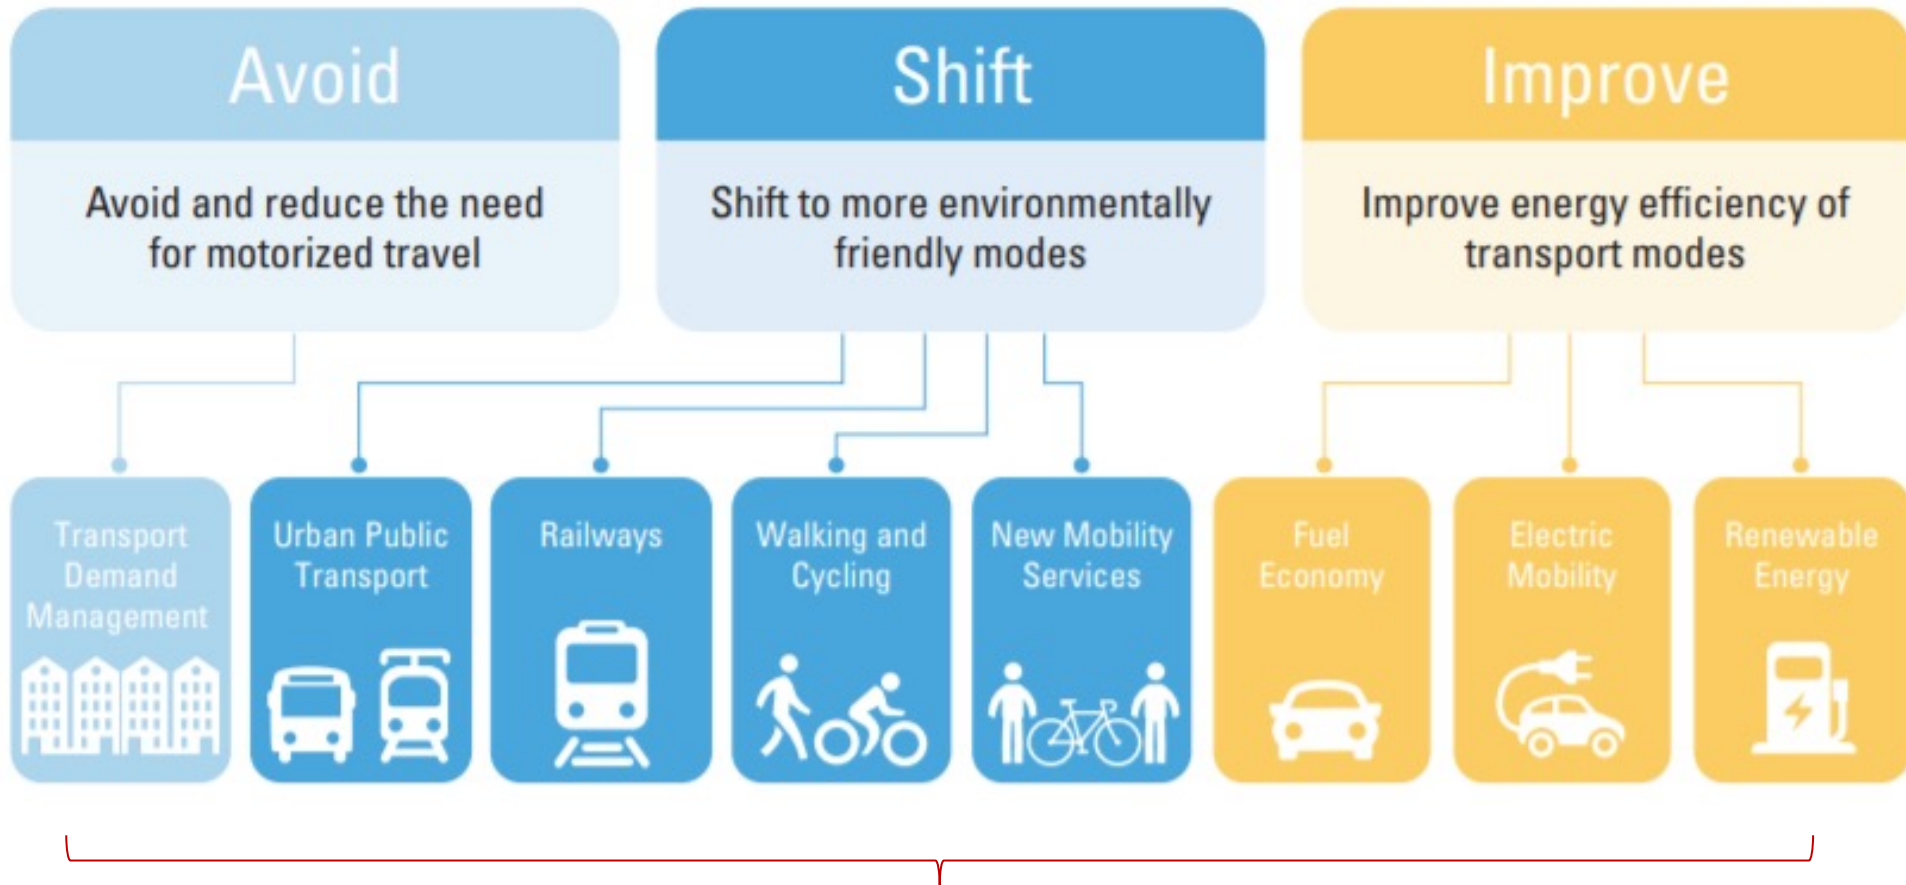 Avoid
Avoid and reduce the need
for motorized travel
Shift
Shift to more environmentally
friendly modes
Improve
Improve energy efficiency of
transport modes
Transport
Demand
Management
Urban Public
Transport
Railways
Walking and
Cycling
New Mobility
Services
Fuel
Economy
Electric
Mobility
Renewable
Energy